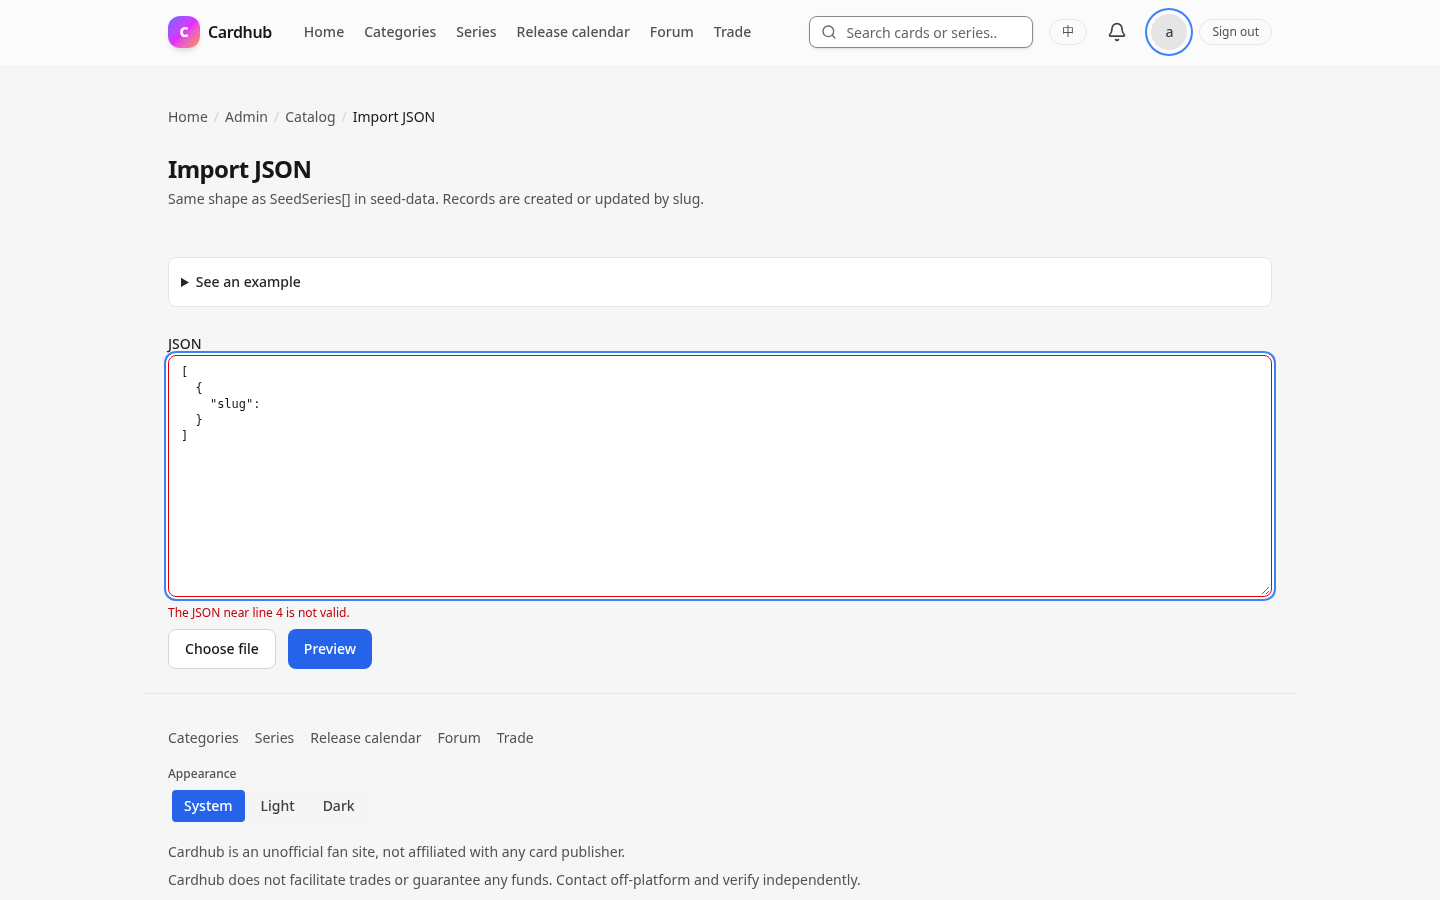 C Cardhub Home Categories Series Release calendar Forum Trade Search cards or series.. 中 a Sign out
Home / Admin / Catalog / Import JSON
Import JSON
Same shape as SeedSeries[] in seed-data. Records are created or updated by slug.
See an example
JSON
[
  {
    "slug":
  }
]
The JSON near line 4 is not valid.
Choose file Preview
Categories Series Release calendar Forum Trade
Appearance
System Light Dark
Cardhub is an unofficial fan site, not affiliated with any card publisher.
Cardhub does not facilitate trades or guarantee any funds. Contact off-platform and verify independently.